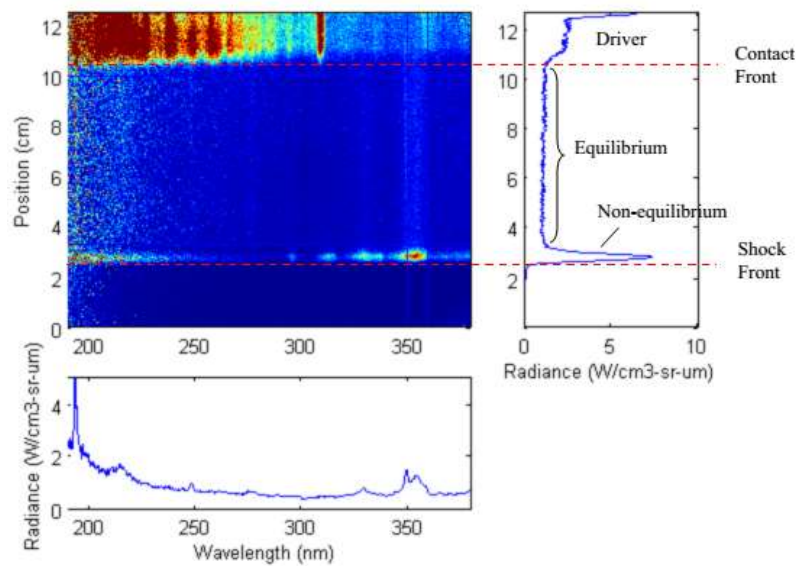 12
10
8
6
4
2
0
Position (cm)
200
250
300
350
12
10
8
6
4
2
0
5
10
Radiance (W/cm3-sr-um)
Driver
Equilibrium
Non-equilibrium
Contact
Front
Shock
Front
4
2
0
Radiance (W/cm3-sr-um)
200
250
300
350
Wavelength (nm)